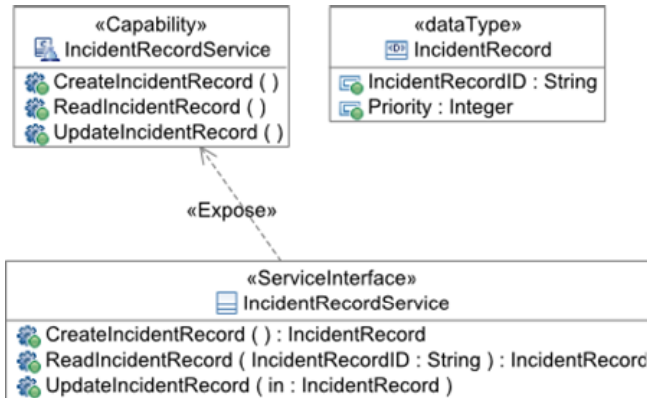 «Capability»
IncidentRecordService
CreateIncidentRecord ( )
ReadIncidentRecord ( )
UpdateIncidentRecord ( )
«dataType»
IncidentRecord
IncidentRecordID : String
Priority : Integer
«Expose»
«ServiceInterface»
IncidentRecordService
CreateIncidentRecord ( ) : IncidentRecord
ReadIncidentRecord ( IncidentRecordID : String ) : IncidentRecord
UpdateIncidentRecord ( in : IncidentRecord )